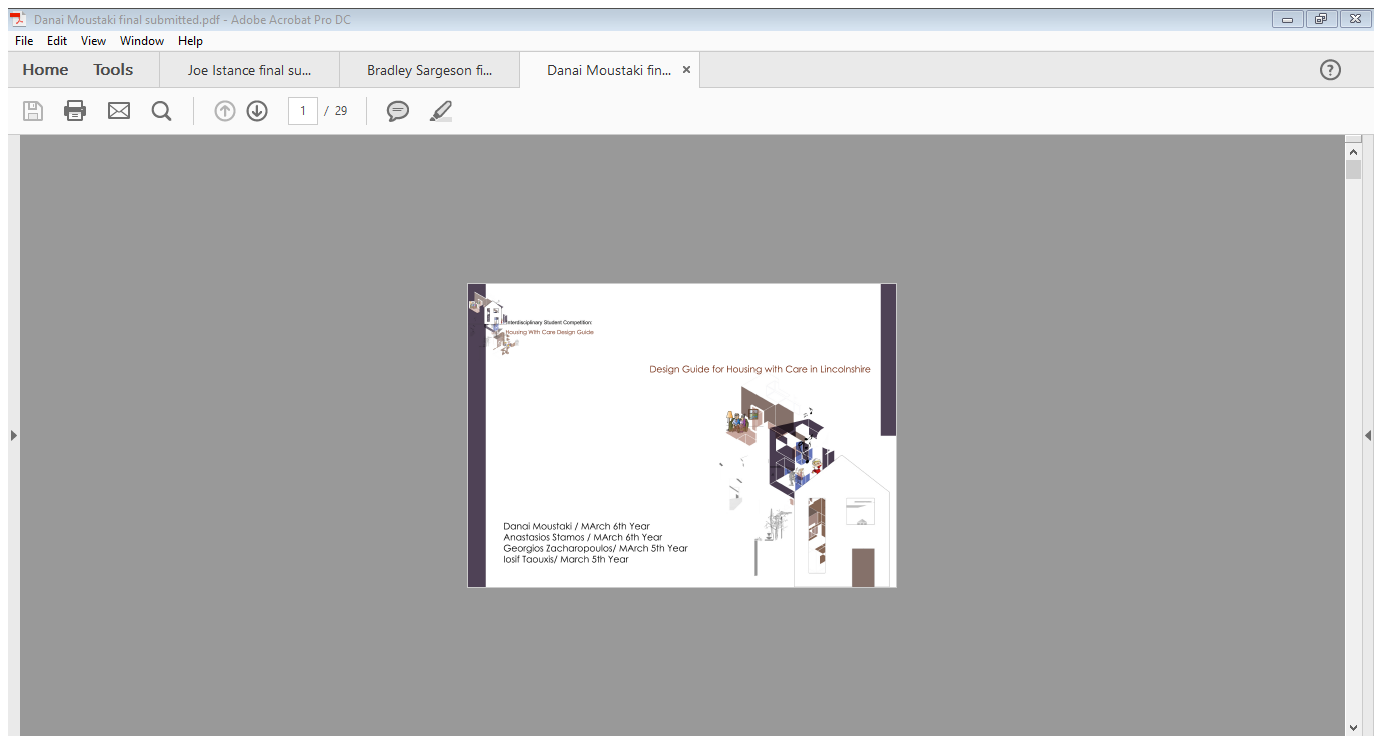 Danai Moustaki final submitted.pdf - Adobe Acrobat Pro DC
File Edit View Window Help
Home Tools Joe Istance final su... Bradley Sargeson fi... Danai Moustaki fin... ×
1 / 29
Interdisciplinary Student Competition:
Housing With Care Design Guide
Design Guide for Housing with Care in Lincolnshire
Danai Moustaki / MArch 6th Year
Anastasios Stamos / MArch 6th Year
Georgios Zacharopoulos/ MArch 5th Year
Iosif Taouxis/ March 5th Year